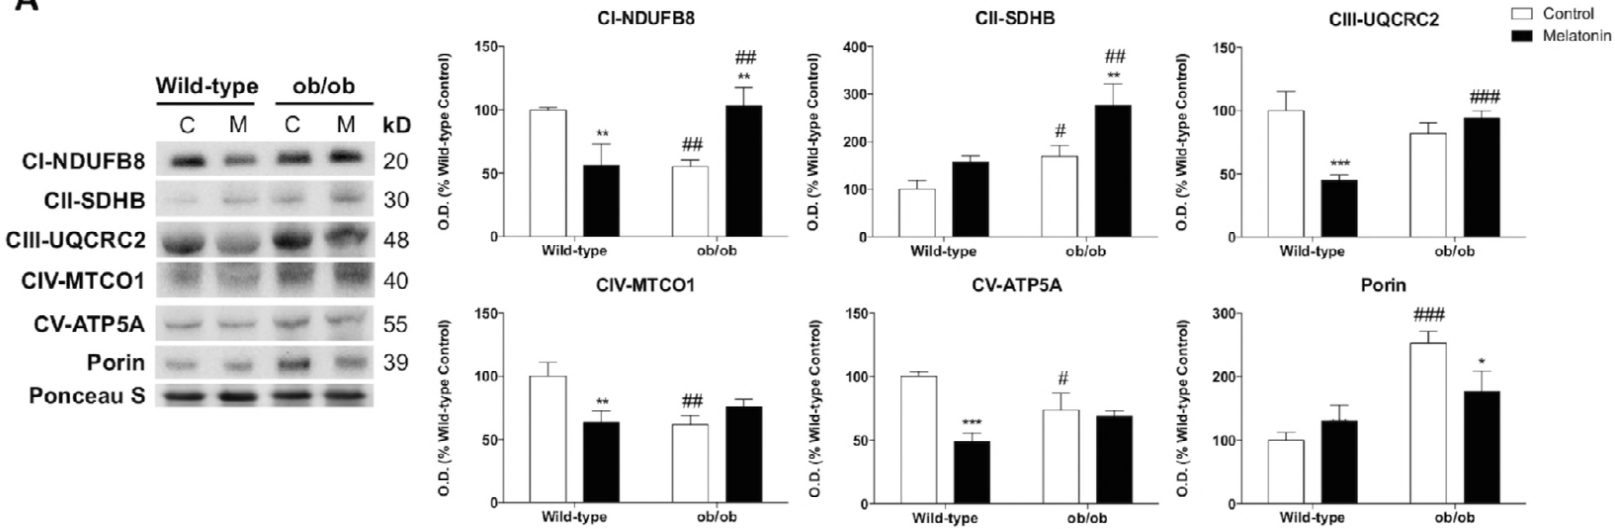 A
Wild-type ob/ob
C M C M kD
CI-NDUFB8 20
CII-SDHB 30
CIII-UQCRC2 48
CIV-MTCO1 40
CV-ATP5A 55
Porin 39
Ponceau S
CI-NDUFB8
O.D. (% Wild-type Control)
150
100
50
0
**
##
##
**
Wild-type ob/ob
CII-SDHB
O.D. (% Wild-type Control)
400
300
200
100
0
#
##
**
Wild-type ob/ob
CIII-UQCRC2
O.D. (% Wild-type Control)
150
100
50
0
***
###
Wild-type ob/ob
Control
Melatonin
CIV-MTCO1
O.D. (% Wild-type Control)
150
100
50
0
**
##
Wild-type ob/ob
CV-ATP5A
O.D. (% Wild-type Control)
150
100
50
0
***
#
Wild-type ob/ob
Porin
O.D. (% Wild-type Control)
300
200
100
0
###
*
Wild-type ob/ob